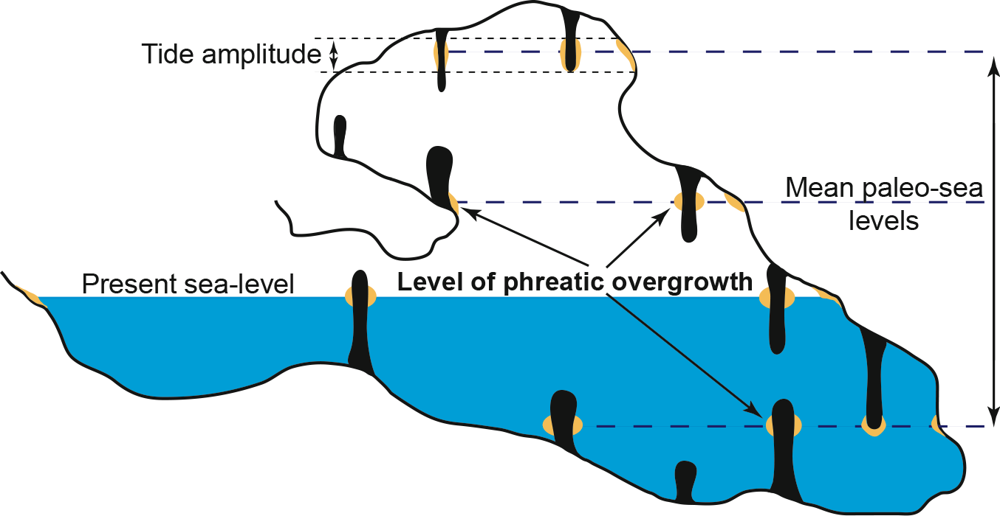 Tide amplitude
Mean paleo-sea
levels
Present sea-level
Level of phreatic overgrowth